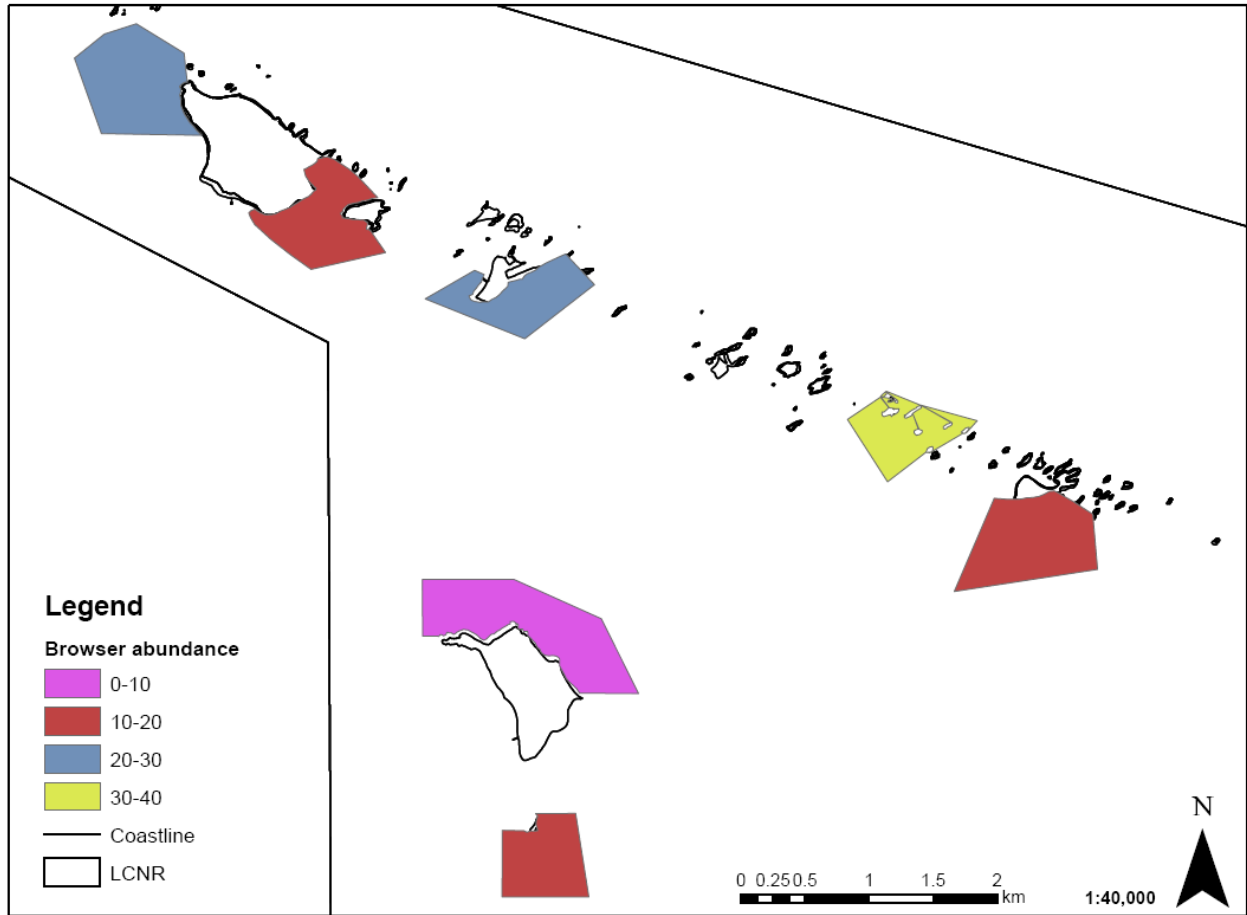 Legend
Browser abundance
0-10
10-20
20-30
30-40
Coastline
LCNR
N
0 0.25 0.5 1 1.5 2
km
1:40,000